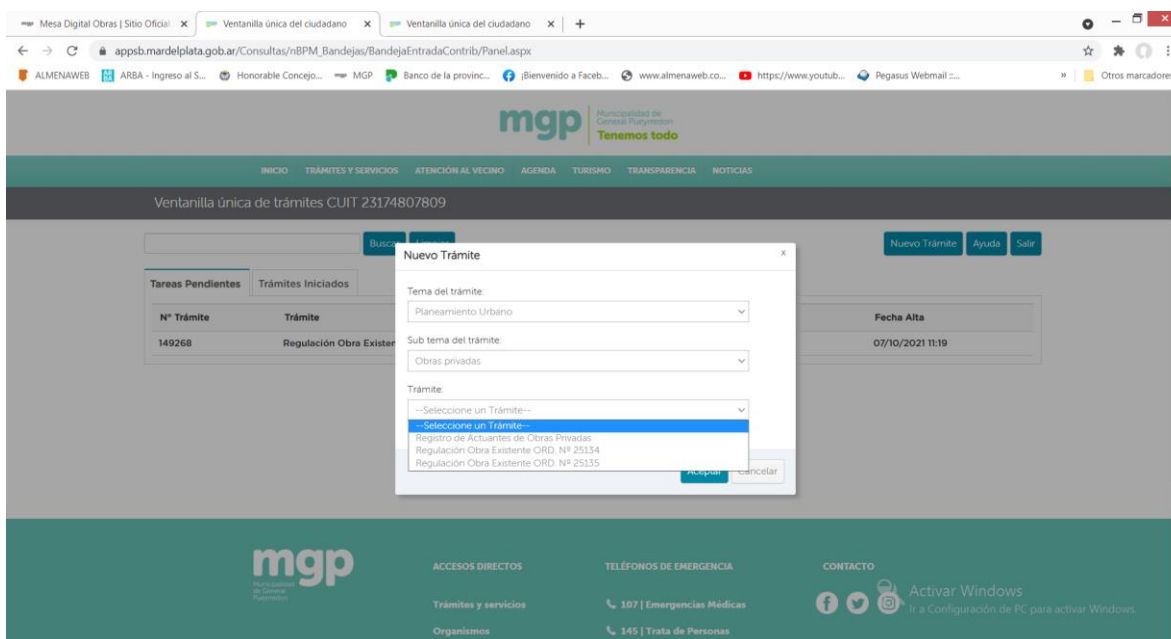 Mesa Digital Obras | Sitio Oficial
Ventanilla única del ciudadano
Ventanilla única del ciudadano
appsb.mardelplata.gob.ar/Consultas/nBPM_Bandejas/BandejaEntradaContrib/Panel.aspx
ALMENAWEB ARBA - Ingreso al S... Honorable Concejo... MGP Banco de la provinc... ¡Bienvenido a Faceb... www.almenaweb.co... https://www.youtub... Pegasus Webmail ::... » Otros marcadores
mgp
Municipalidad de
General Pueyrredon
Tenemos todo
INICIO TRÁMITES Y SERVICIOS ATENCIÓN AL VECINO AGENDA TURISMO TRANSPARENCIA NOTICIAS
Ventanilla única de trámites CUIT 23174807809
Buscar Limpiar Nuevo Trámite Ayuda Salir
Tareas Pendientes Trámites Iniciados
N° Trámite Trámite Fecha Alta
149268 Regulación Obra Existen 07/10/2021 11:19
Nuevo Trámite x
Tema del trámite:
Planeamiento Urbano
Sub tema del trámite:
Obras privadas
Trámite:
--Seleccione un Trámite--
--Seleccione un Trámite--
Registro de Actuantes de Obras Privadas
Regulación Obra Existente ORD. Nº 25134
Regulación Obra Existente ORD. Nº 25135
Aceptar Cancelar
mgp
Municipalidad
de General
Pueyrredon
ACCESOS DIRECTOS TELÉFONOS DE EMERGENCIA CONTACTO
Trámites y servicios 107 | Emergencias Médicas
Organismos 145 | Trata de Personas
Activar Windows
Ir a Configuración de PC para activar Windows.